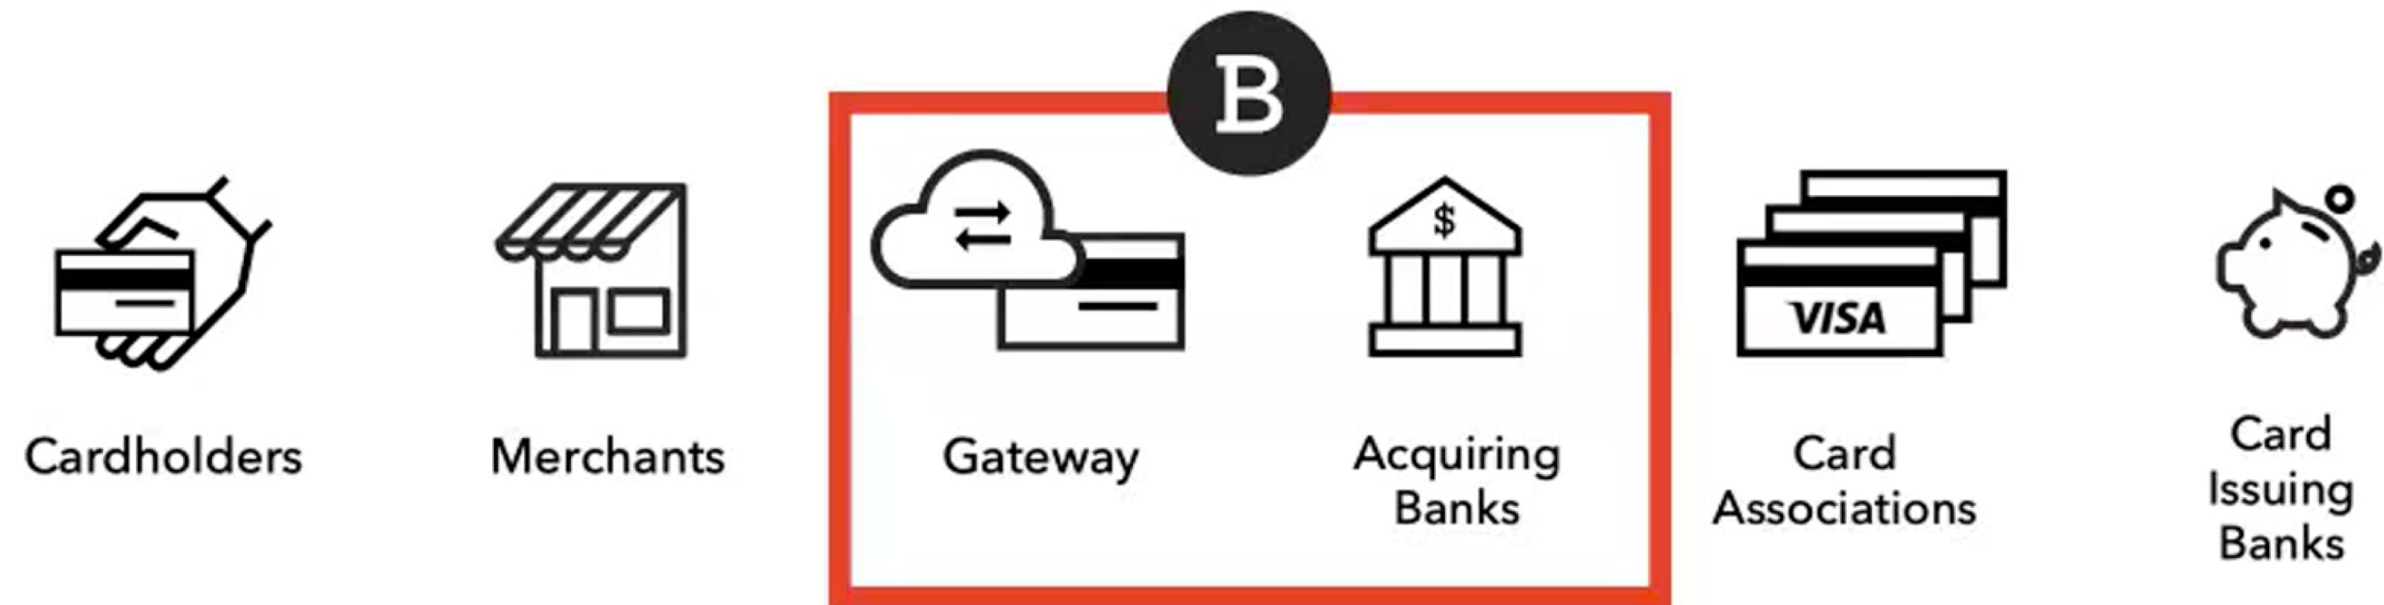 B
$
VISA
Cardholders
Merchants
Gateway
Acquiring
Banks
Card
Associations
Card
Issuing
Banks